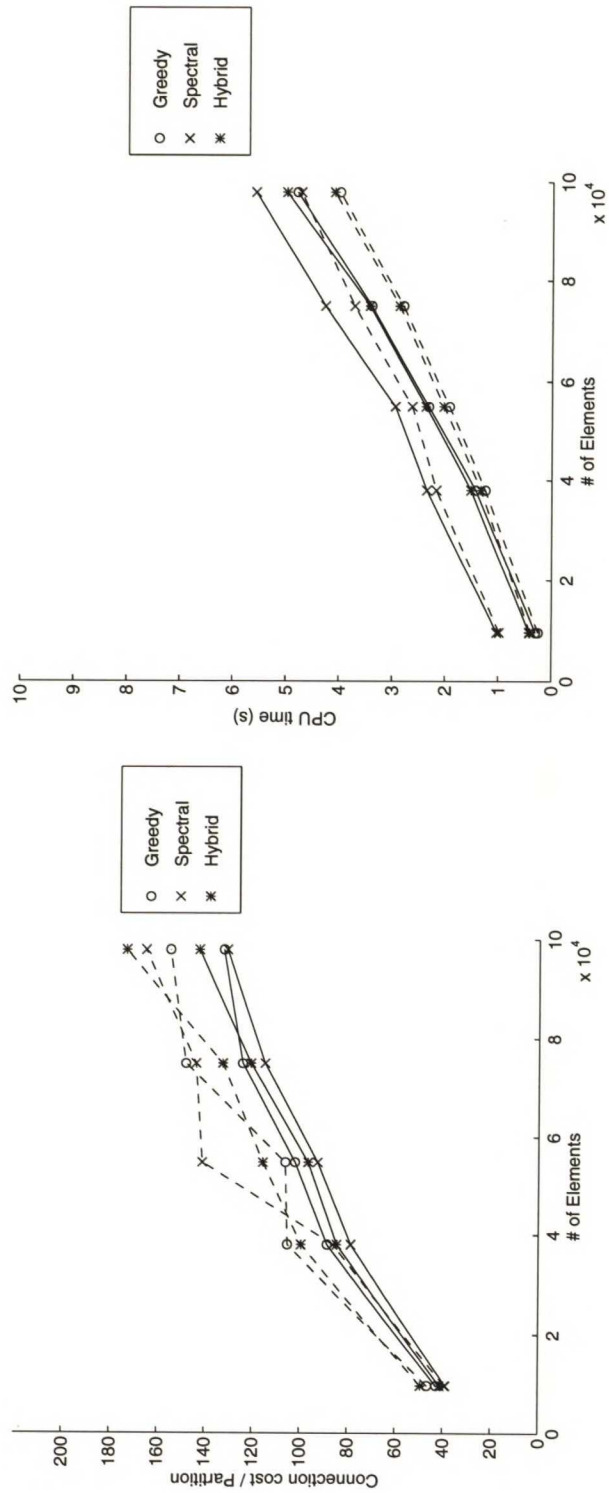 200
180
160
140
120
100
80
60
40
20
0
Connection cost / Partition
0
2
4
6
8
10
x 10^4
# of Elements
Greedy
Spectral
Hybrid
10
9
8
7
6
5
4
3
2
1
0
CPU time (s)
0
2
4
6
8
10
x 10^4
# of Elements
Greedy
Spectral
Hybrid